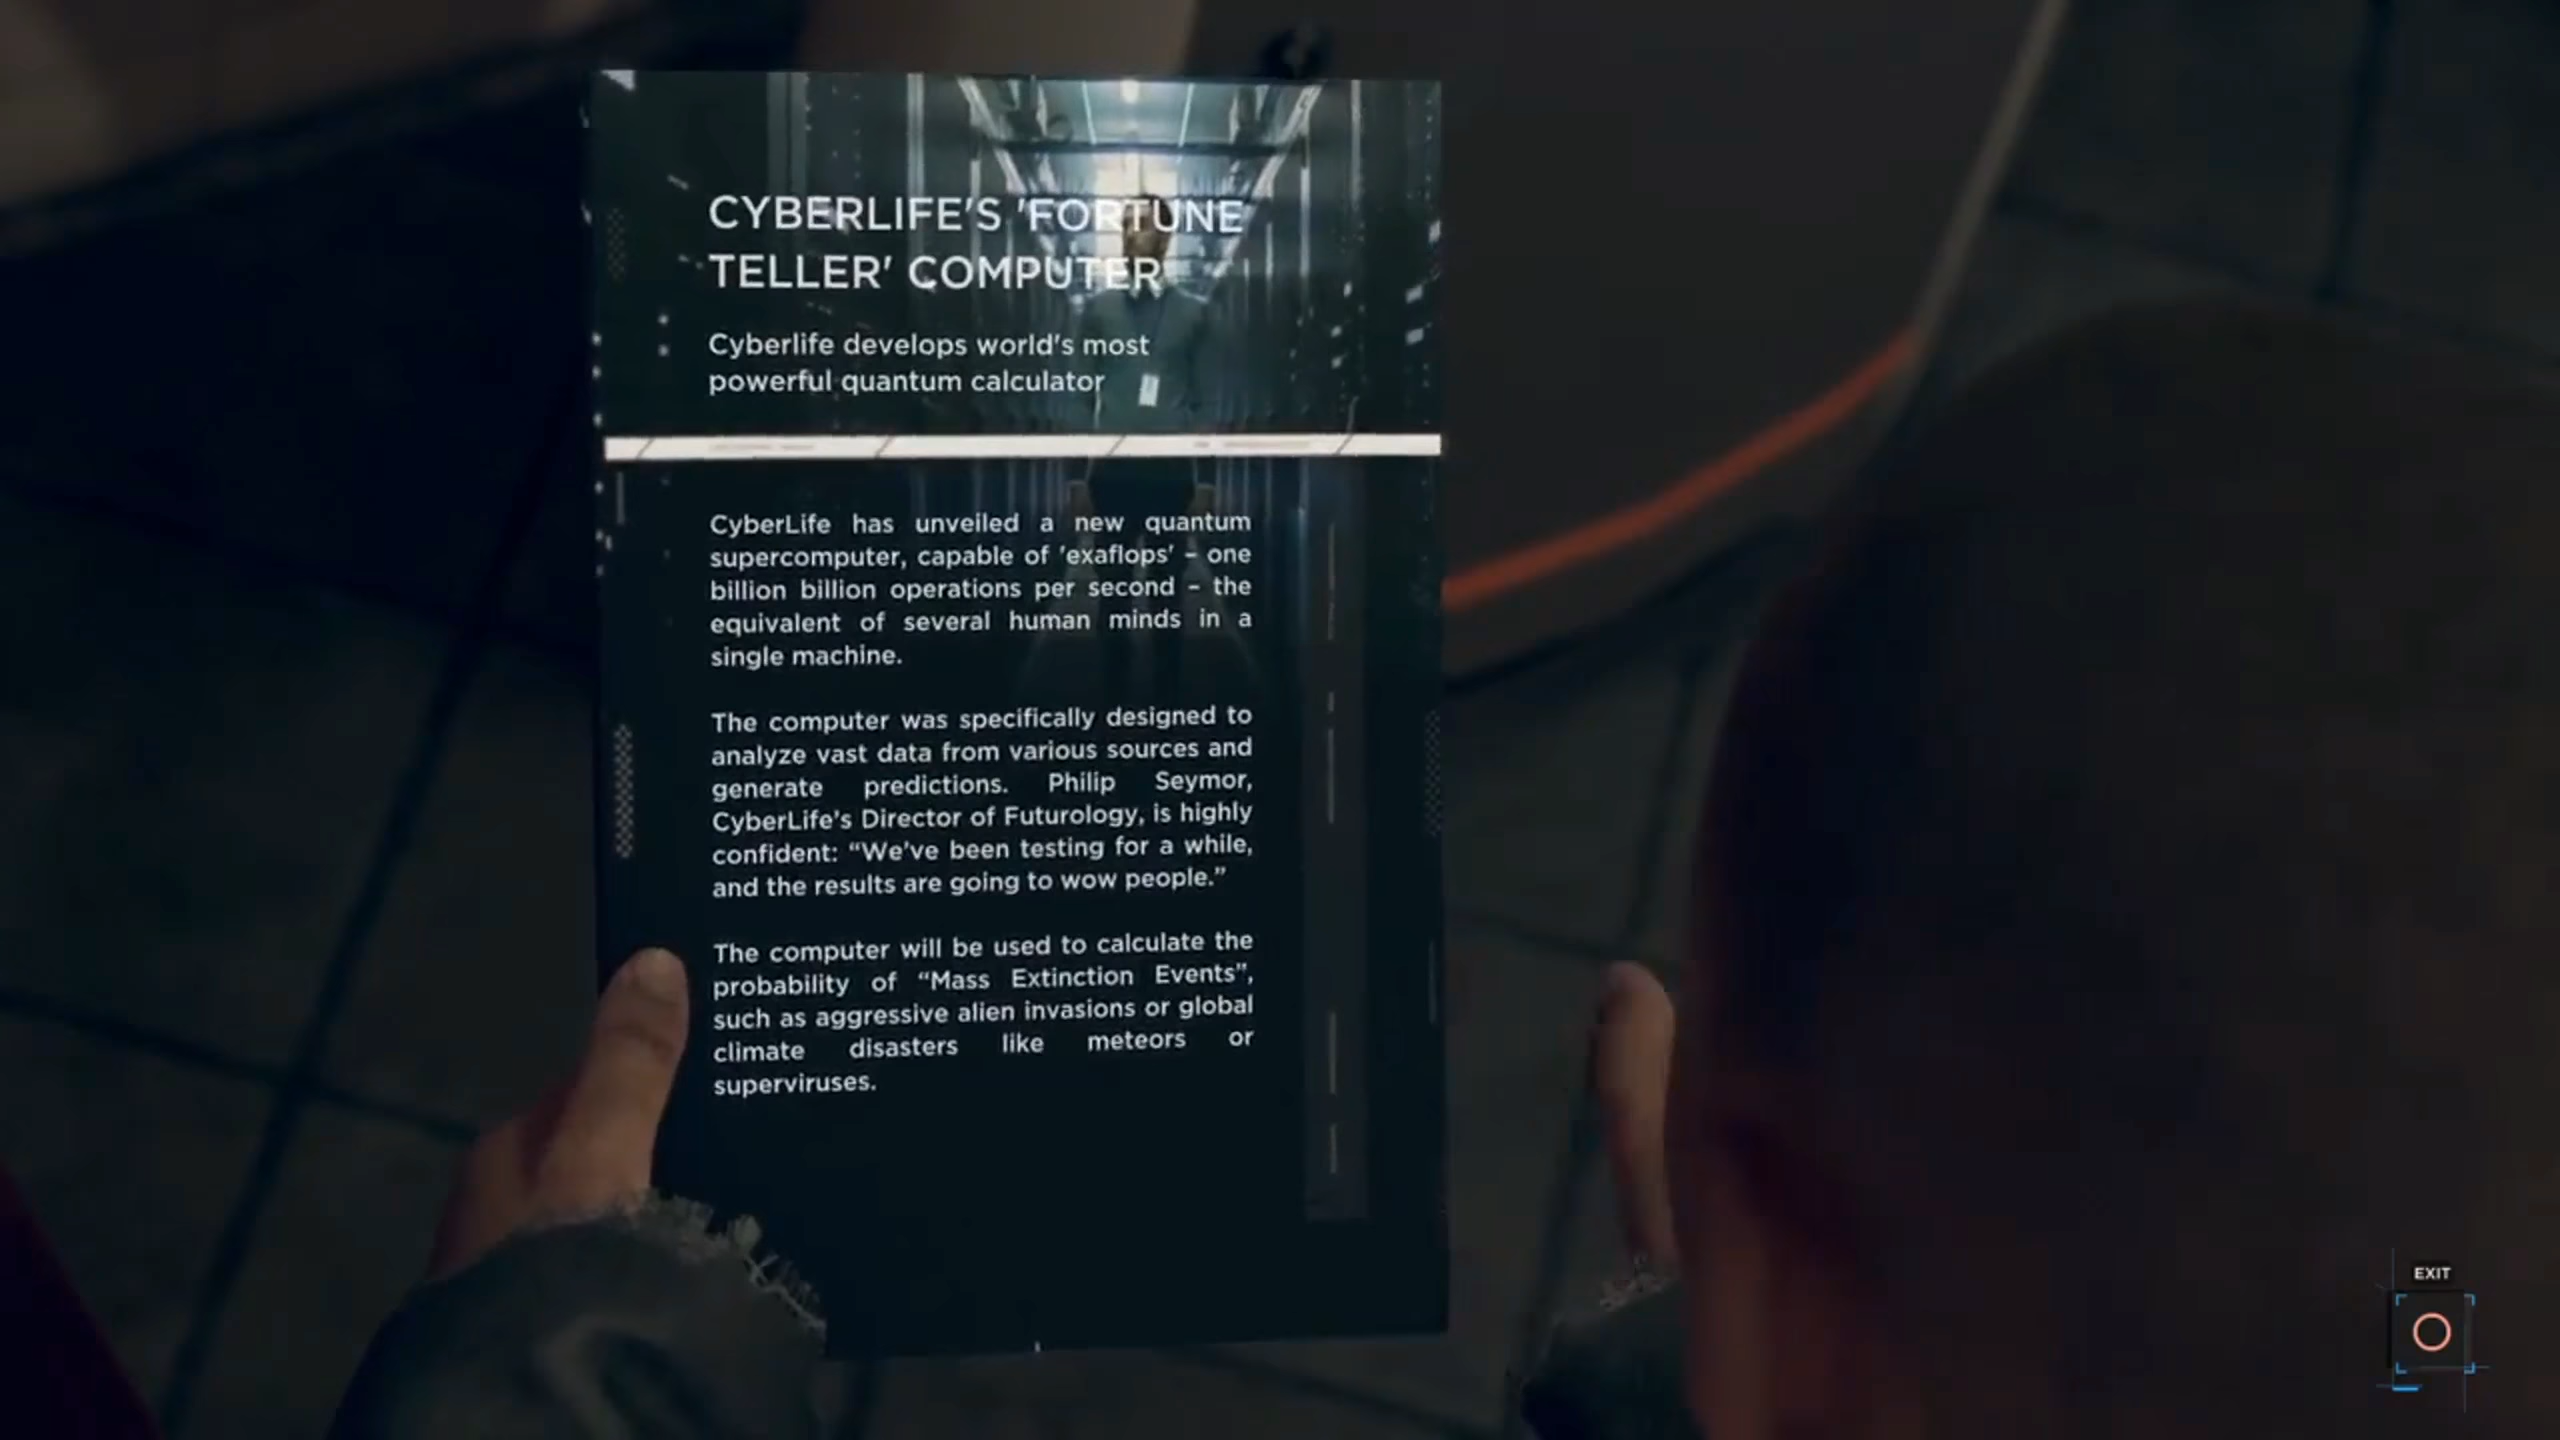 CYBERLIFE'S 'FORTUNE
TELLER' COMPUTER
Cyberlife develops world's most
powerful quantum calculator
CyberLife has unveiled a new quantum
supercomputer, capable of 'exaflops' – one
billion billion operations per second – the
equivalent of several human minds in a
single machine.
The computer was specifically designed to
analyze vast data from various sources and
generate predictions. Philip Seymor,
CyberLife's Director of Futurology, is highly
confident: “We've been testing for a while,
and the results are going to wow people.”
The computer will be used to calculate the
probability of “Mass Extinction Events”,
such as aggressive alien invasions or global
climate disasters like meteors or
superviruses.
EXIT